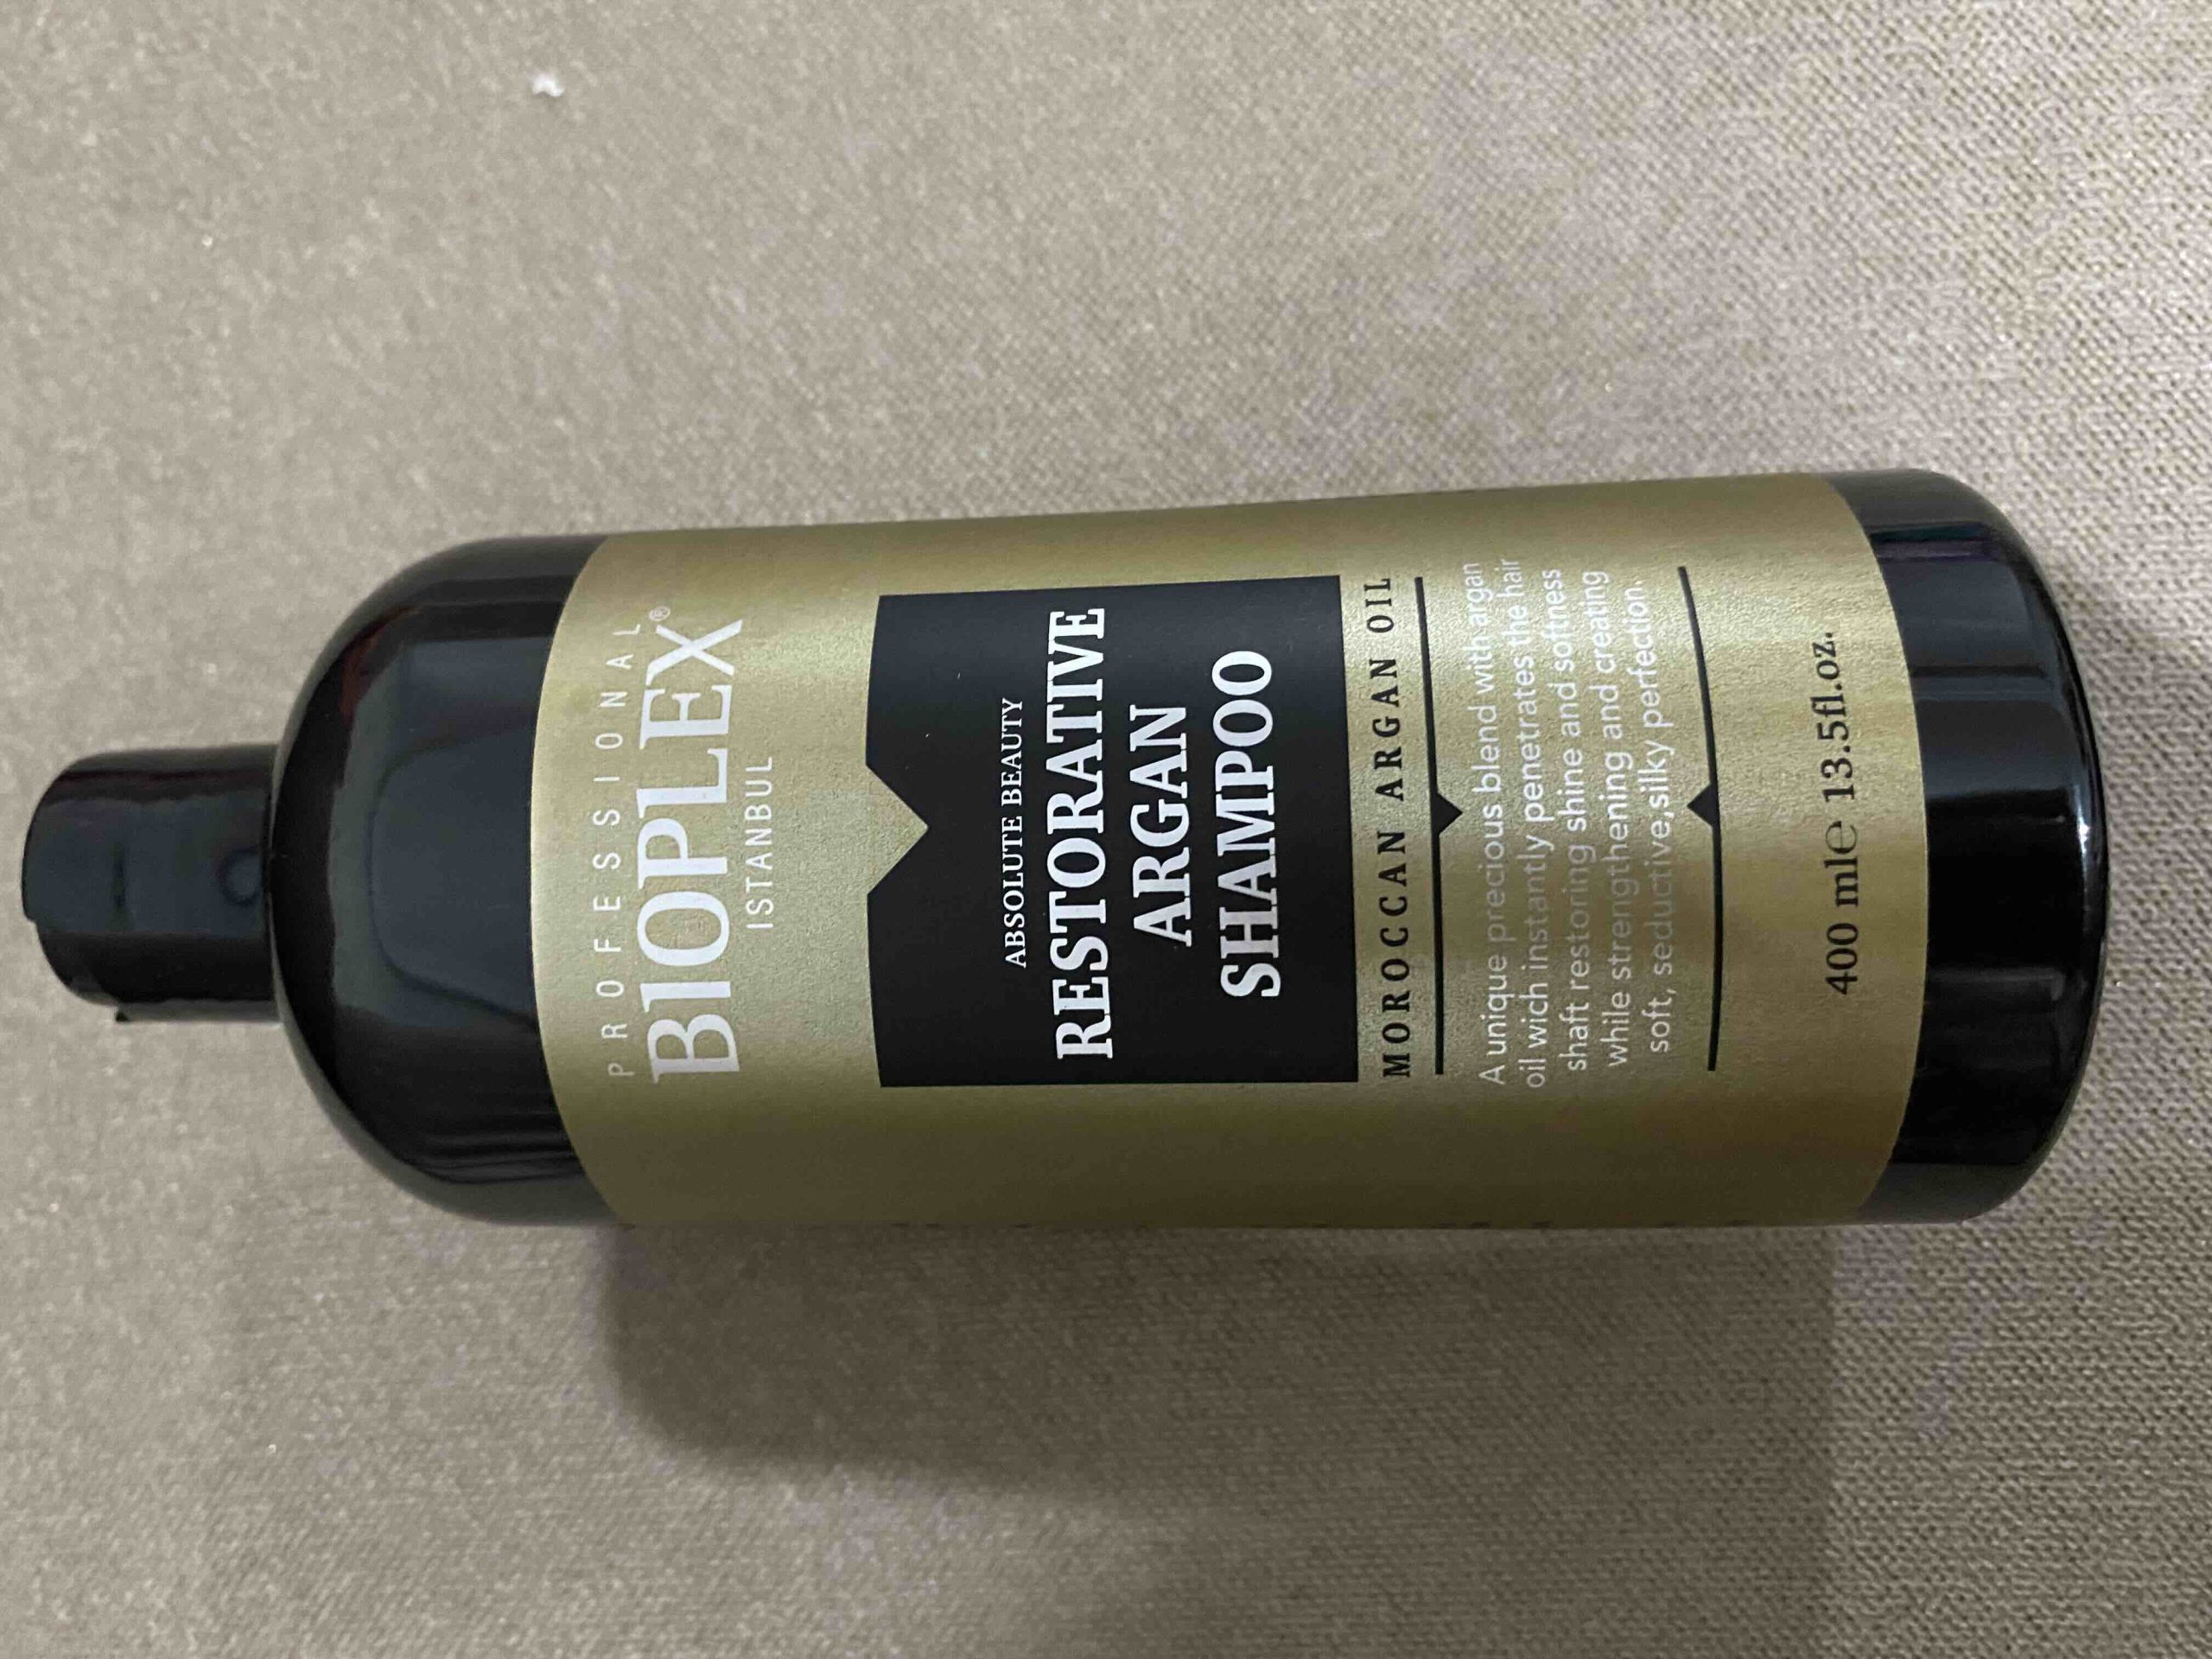 PROFESSIONAL
BIOPLEX®
ISTANBUL
ABSOLUTE BEAUTY
RESTORATIVE
ARGAN
SHAMPOO
MOROCCAN ARGAN OIL
A unique precious blend with argan
oil wich instantly penetrates the hair
shaft restoring shine and softness
while strengthening and creating
soft, seductive,silky perfection.
400 ml℮ 13.5fl.oz.